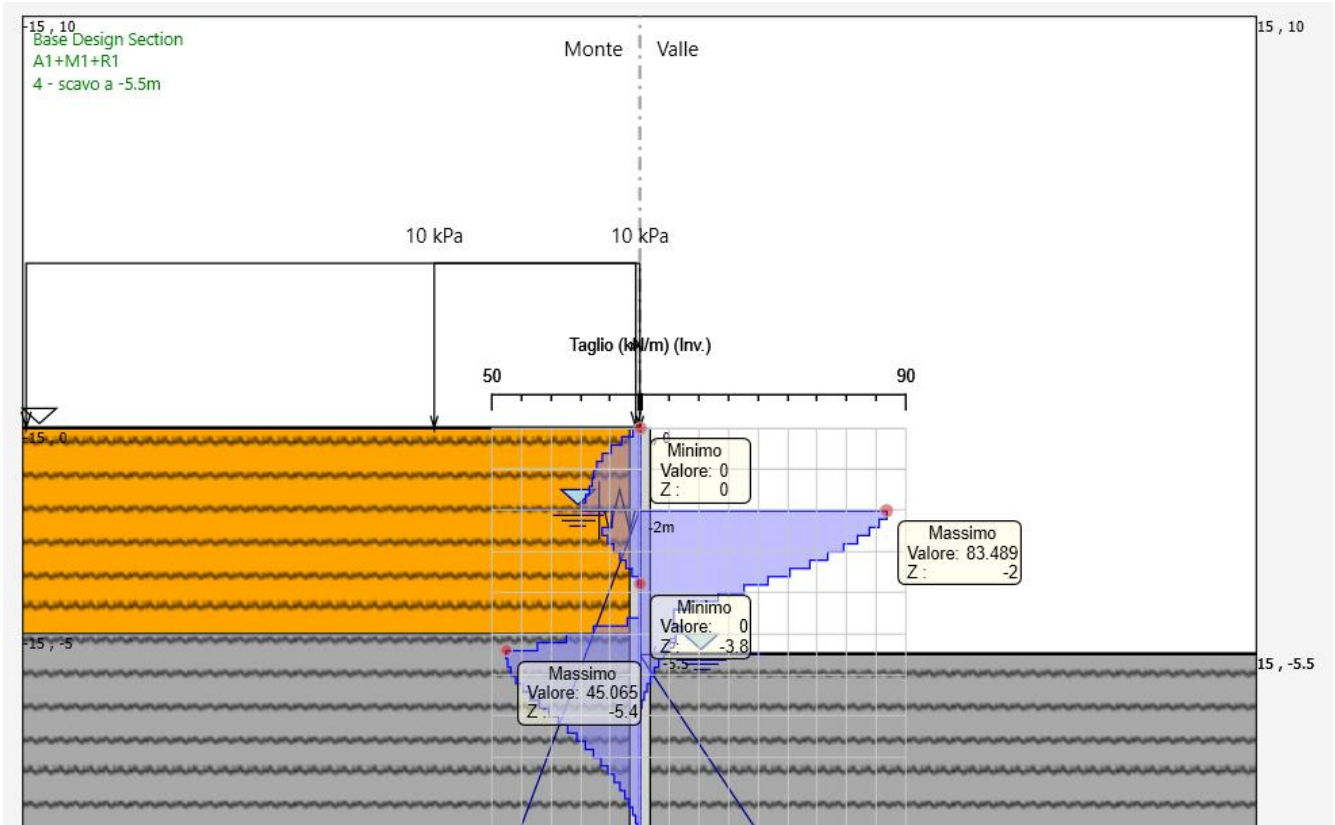 -15 , 10
15 , 10
Base Design Section
A1+M1+R1
4 - scavo a -5.5m
Monte
Valle
10 kPa
10 kPa
Taglio (kN/m) (Inv.)
50
90
-15 , 0
, 0
Minimo
Valore: 0
Z : 0
-2m
Massimo
Valore: 83.489
Z : -2
Minimo
Valore: 0
Z : -3.8
-15 , -5
-5.5
15 , -5.5
Massimo
Valore: 45.065
Z : -5.4